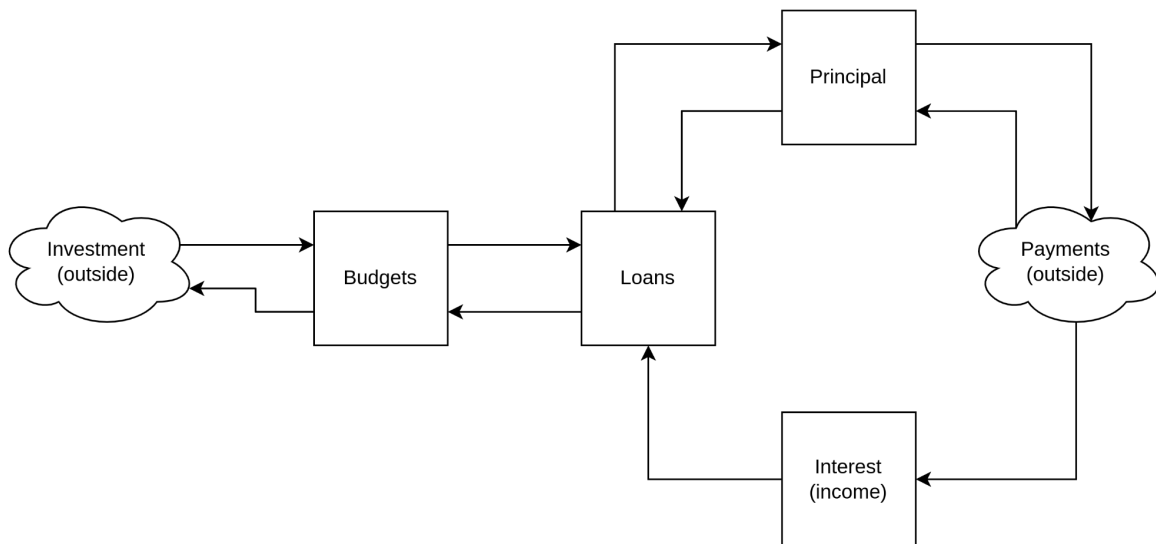 Principal
Investment
(outside)
Budgets
Loans
Payments
(outside)
Interest
(income)